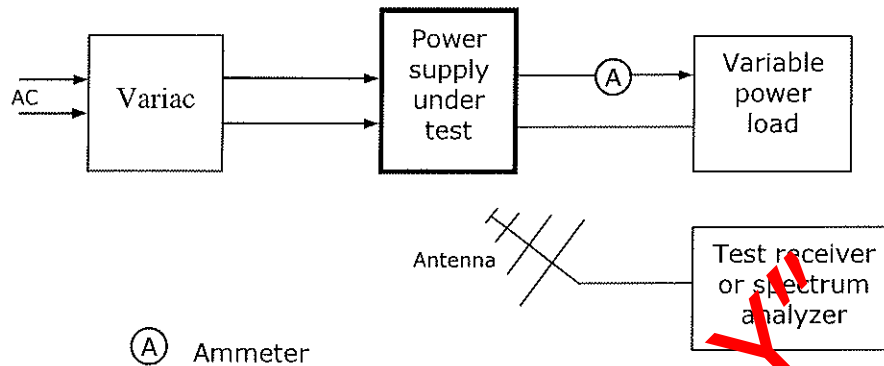 AC
Variac
Power
supply
under
test
A
Variable
power
load
Antenna
Test receiver
or spectrum
analyzer
Y"
A Ammeter